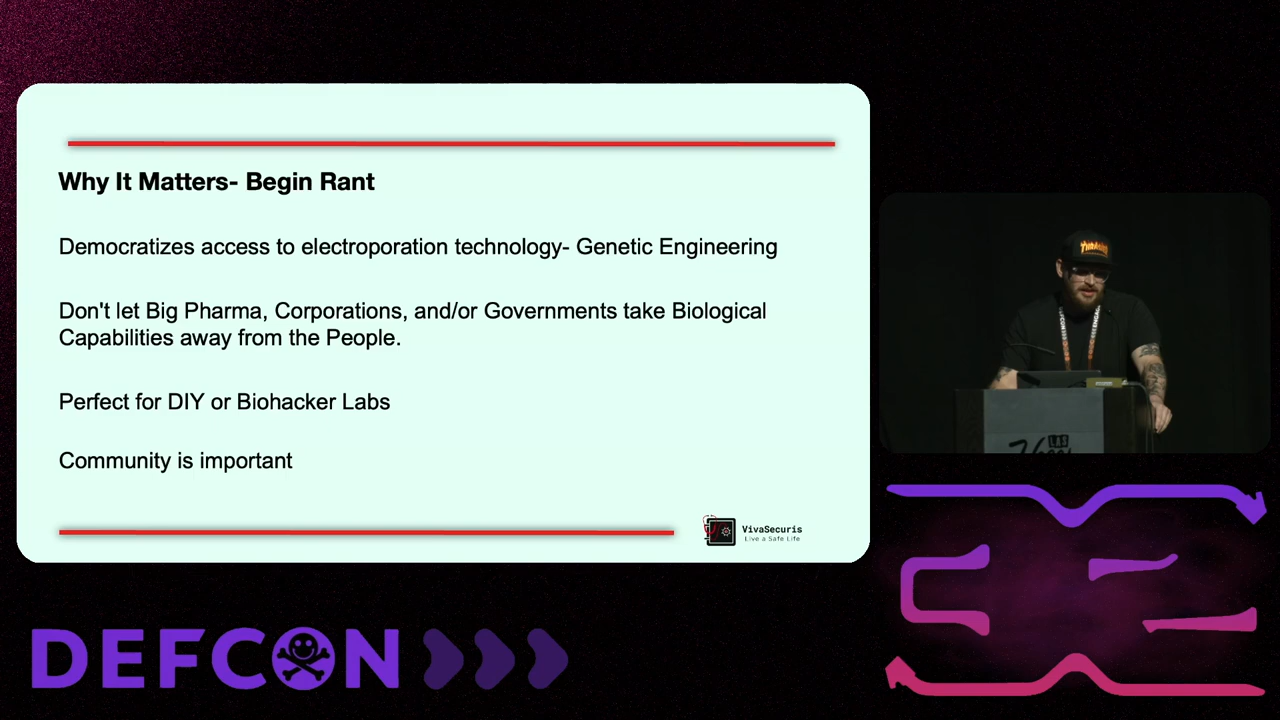 Why It Matters- Begin Rant
Democratizes access to electroporation technology- Genetic Engineering
Don't let Big Pharma, Corporations, and/or Governments take Biological
Capabilities away from the People.
Perfect for DIY or Biohacker Labs
Community is important
VivaSecuris
Live a Safe Life
LAS
DEFCON